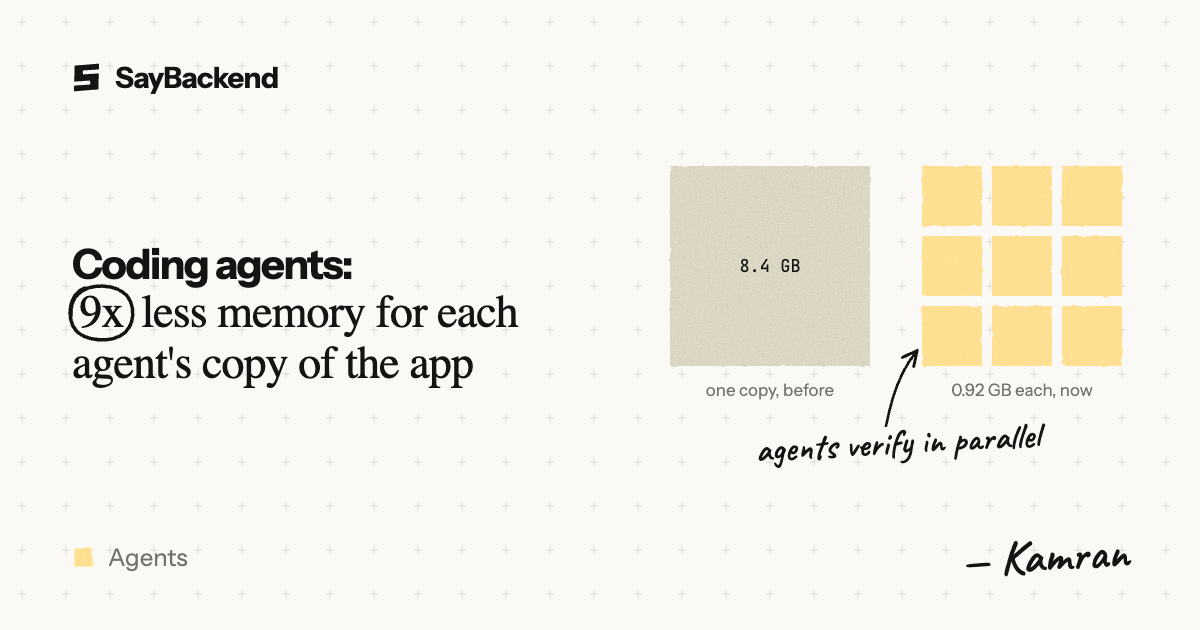 SayBackend
Coding agents:
9x less memory for each
agent's copy of the app
8.4 GB
one copy, before
0.92 GB each, now
agents verify in parallel
Agents
– Kamran